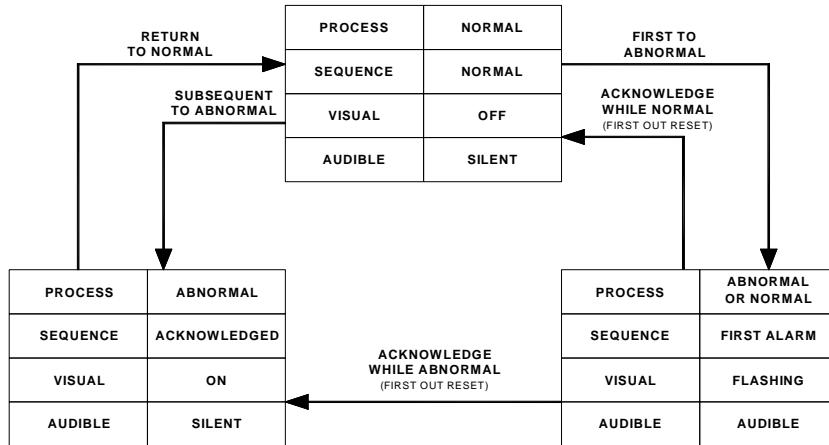 PROCESS NORMAL
SEQUENCE NORMAL
VISUAL OFF
AUDIBLE SILENT
RETURN
TO NORMAL
SUBSEQUENT
TO ABNORMAL
FIRST TO
ABNORMAL
ACKNOWLEDGE
WHILE NORMAL
(FIRST OUT RESET)
PROCESS ABNORMAL
SEQUENCE ACKNOWLEDGED
VISUAL ON
AUDIBLE SILENT
ACKNOWLEDGE
WHILE ABNORMAL
(FIRST OUT RESET)
PROCESS ABNORMAL
OR NORMAL
SEQUENCE FIRST ALARM
VISUAL FLASHING
AUDIBLE AUDIBLE